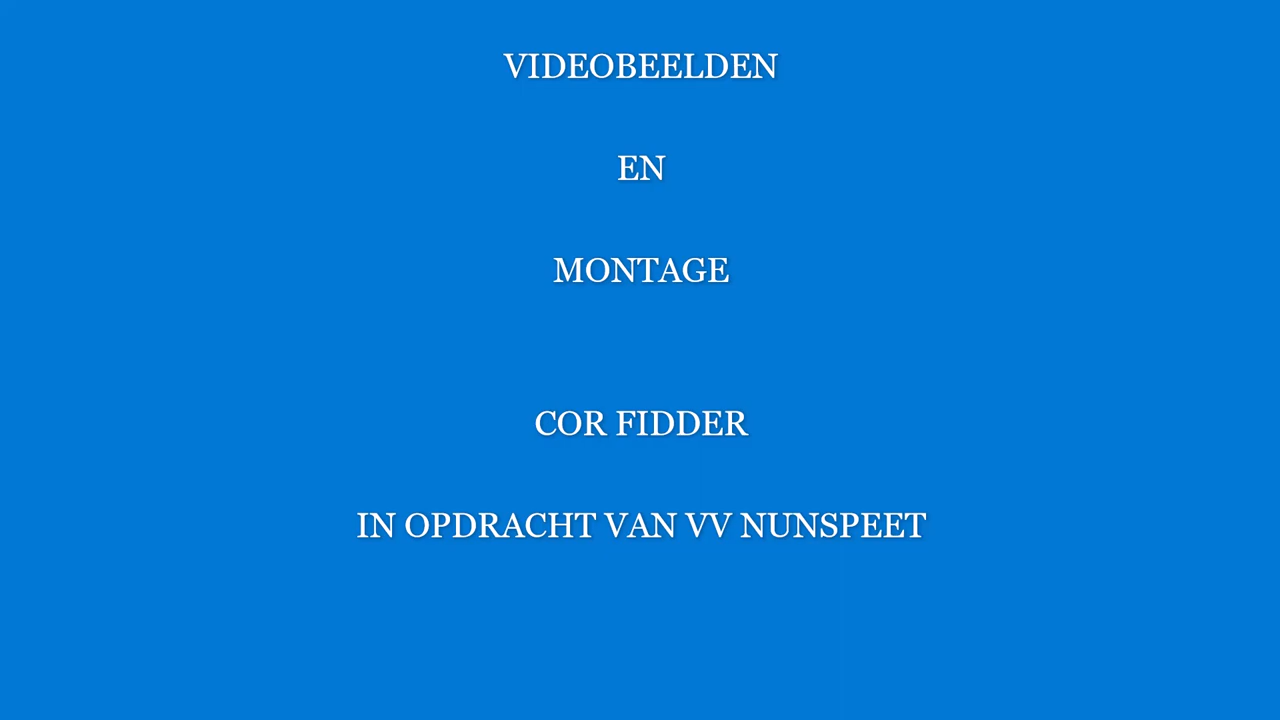 VIDEOBEELDEN
EN
MONTAGE
COR FIDDER
IN OPDRACHT VAN VV NUNSPEET